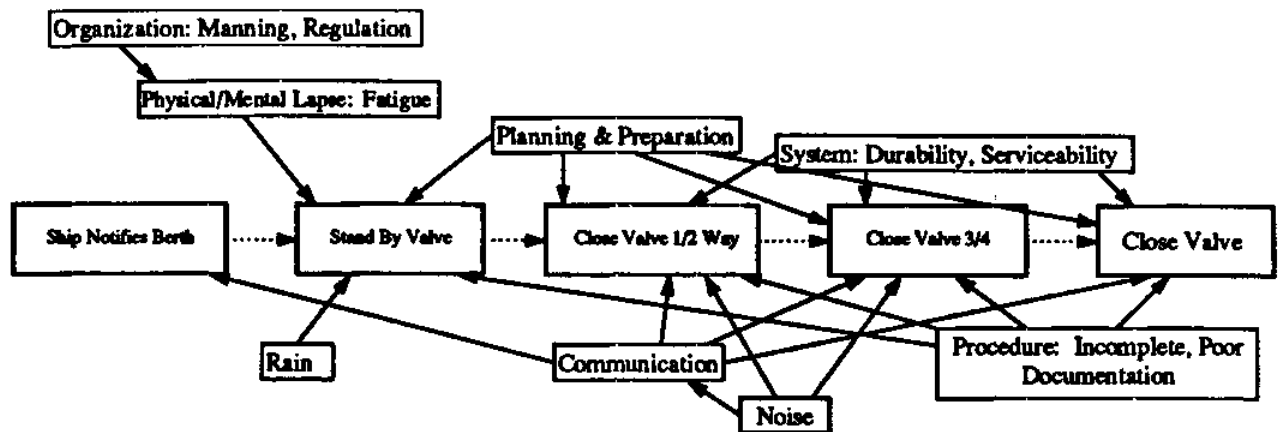 Organization: Manning, Regulation
Physical/Mental Lapse: Fatigue
Planning & Preparation
System: Durability, Serviceability
Ship Notifies Berth
Stand By Valve
Close Valve 1/2 Way
Close Valve 3/4
Close Valve
Rain
Communication
Procedure: Incomplete, Poor
Documentation
Noise